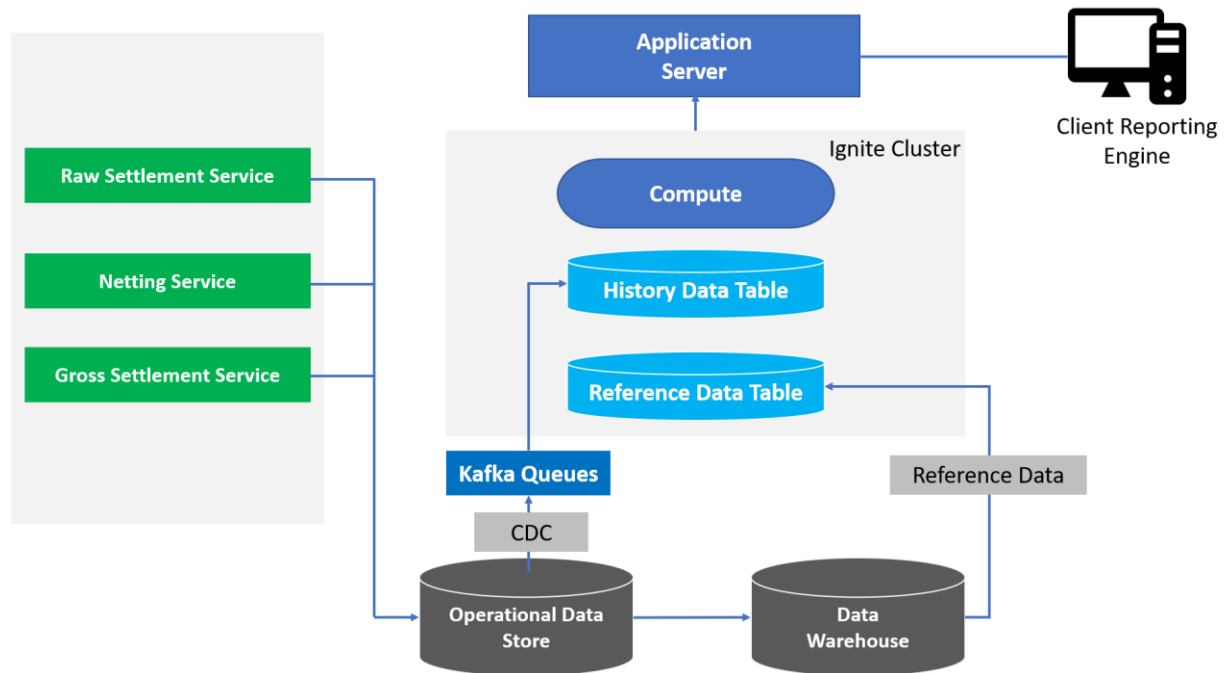 Application
Server
Client Reporting
Engine
Ignite Cluster
Raw Settlement Service
Compute
Netting Service
History Data Table
Gross Settlement Service
Reference Data Table
Kafka Queues
Reference Data
CDC
Operational Data
Store
Data
Warehouse